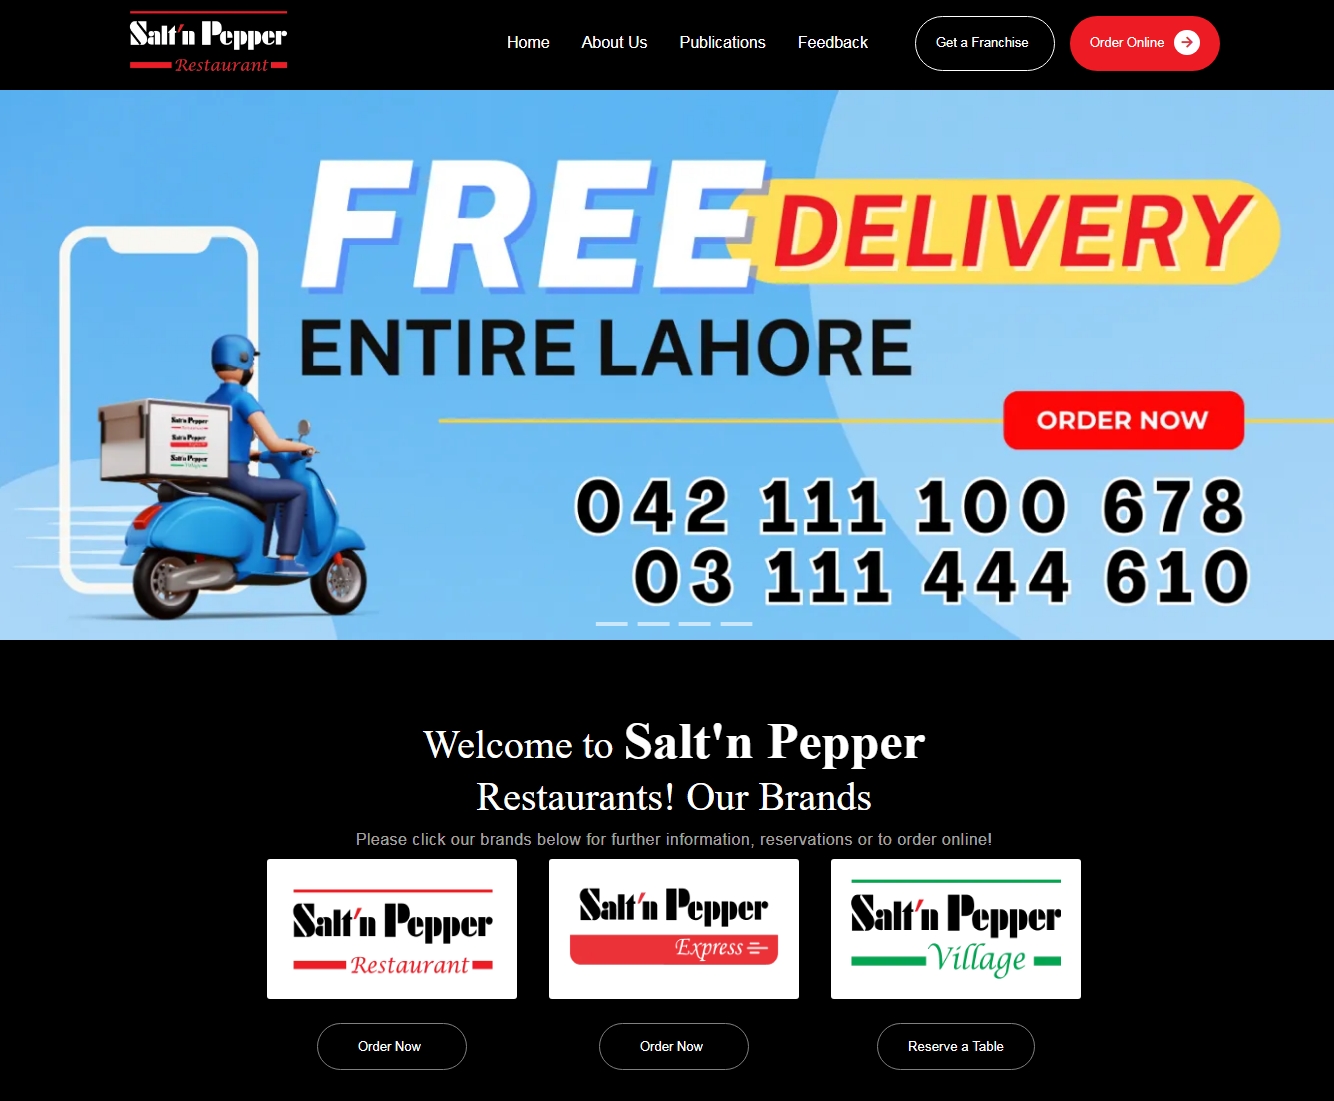 Salt'n Pepper
Restaurant
Home
About Us
Publications
Feedback
Get a Franchise
Order Online
FREE DELIVERY
ENTIRE LAHORE
ORDER NOW
Salt'n Pepper
Restaurant
Salt'n Pepper
Express
Salt'n Pepper
Village
042 111 100 678
03 111 444 610
Welcome to Salt'n Pepper
Restaurants! Our Brands
Please click our brands below for further information, reservations or to order online!
Salt'n Pepper
Restaurant
Salt'n Pepper
Express
Salt'n Pepper
Village
Order Now
Order Now
Reserve a Table